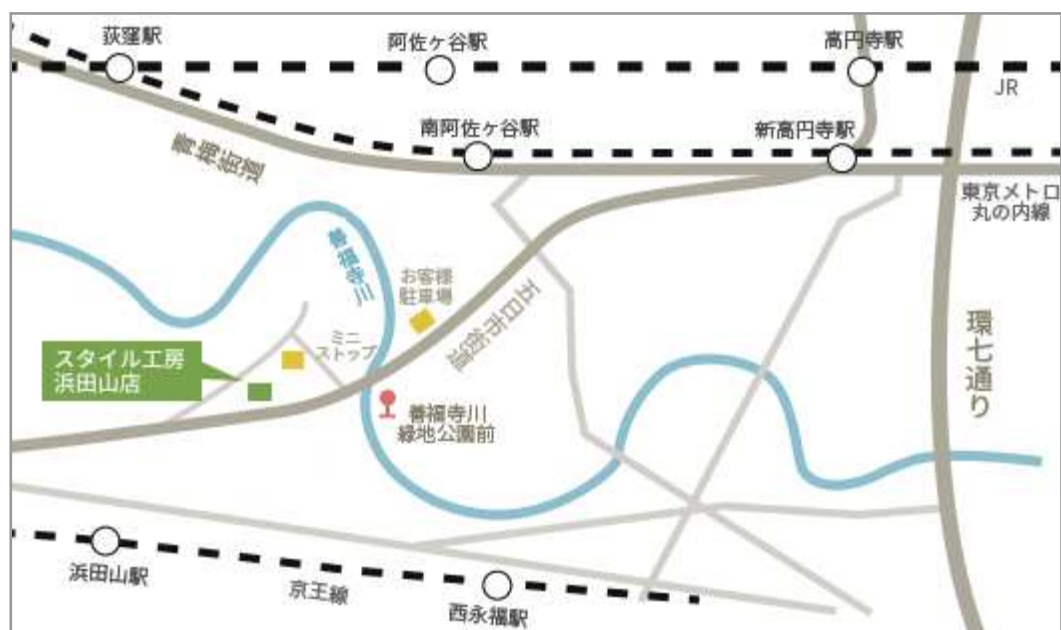 荻窪駅
阿佐ヶ谷駅
高円寺駅
JR
南阿佐ヶ谷駅
新高円寺駅
青梅街道
東京メトロ
丸の内線
善福寺川
お客様
駐車場
五日市街道
ミニ
ストップ
環七通り
スタイル工房
浜田山店
善福寺川
緑地公園前
浜田山駅
京王線
西永福駅